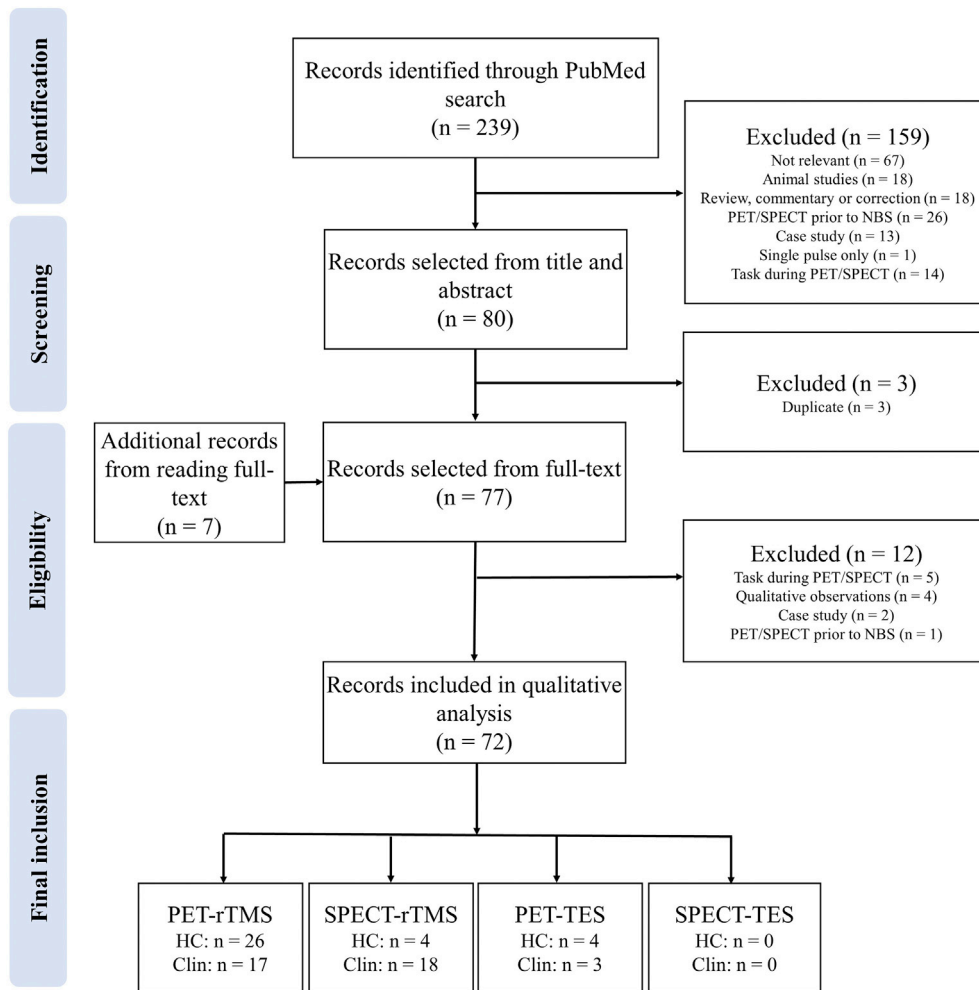 Identification
Records identified through PubMed
search
(n = 239)
Excluded (n = 159)
Not relevant (n = 67)
Animal studies (n = 18)
Review, commentary or correction (n = 18)
PET/SPECT prior to NBS (n = 26)
Case study (n = 13)
Single pulse only (n = 1)
Task during PET/SPECT (n = 14)
Screening
Records selected from title and
abstract
(n = 80)
Excluded (n = 3)
Duplicate (n = 3)
Eligibility
Additional records
from reading full-
text
(n = 7)
Records selected from full-text
(n = 77)
Excluded (n = 12)
Task during PET/SPECT (n = 5)
Qualitative observations (n = 4)
Case study (n = 2)
PET/SPECT prior to NBS (n = 1)
Records included in qualitative
analysis
(n = 72)
Final inclusion
PET-rTMS
HC: n = 26
Clin: n = 17
SPECT-rTMS
HC: n = 4
Clin: n = 18
PET-TES
HC: n = 4
Clin: n = 3
SPECT-TES
HC: n = 0
Clin: n = 0